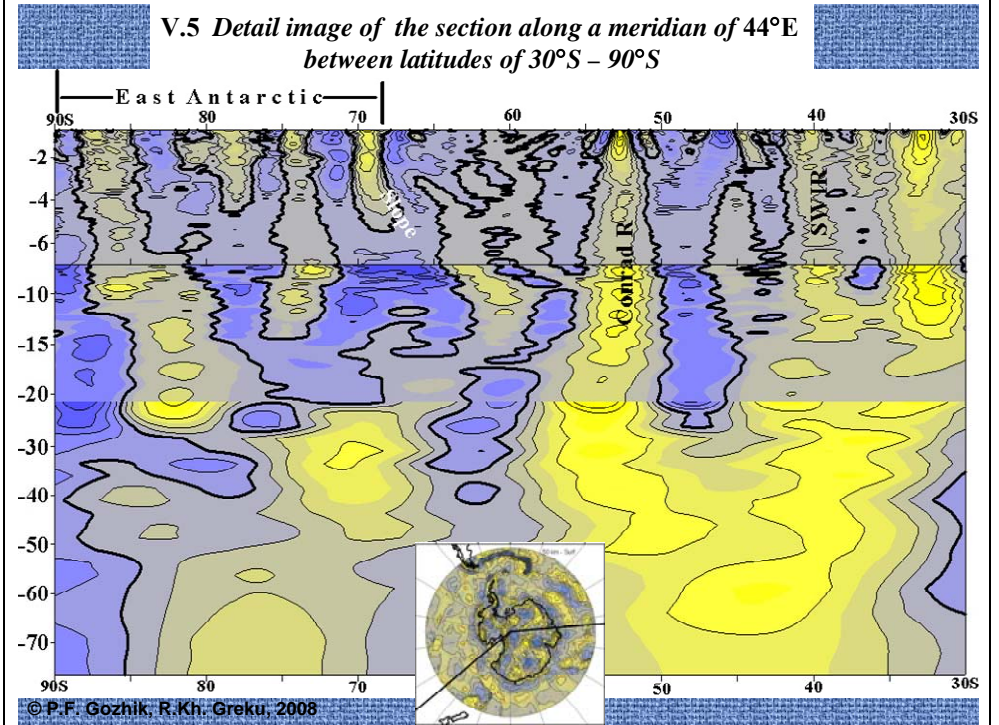 V.5 Detail image of the section along a meridian of 44°E
between latitudes of 30°S – 90°S
East Antarctic
90S 80 70 60 50 40 30S
-2
-4
-6
-10
-15
-20
-30
-40
-50
-60
-70
Slope
Conrad R.
SWIR
90S 80 70 50 40 30S
© P.F. Gozhik, R.Kh. Greku, 2008